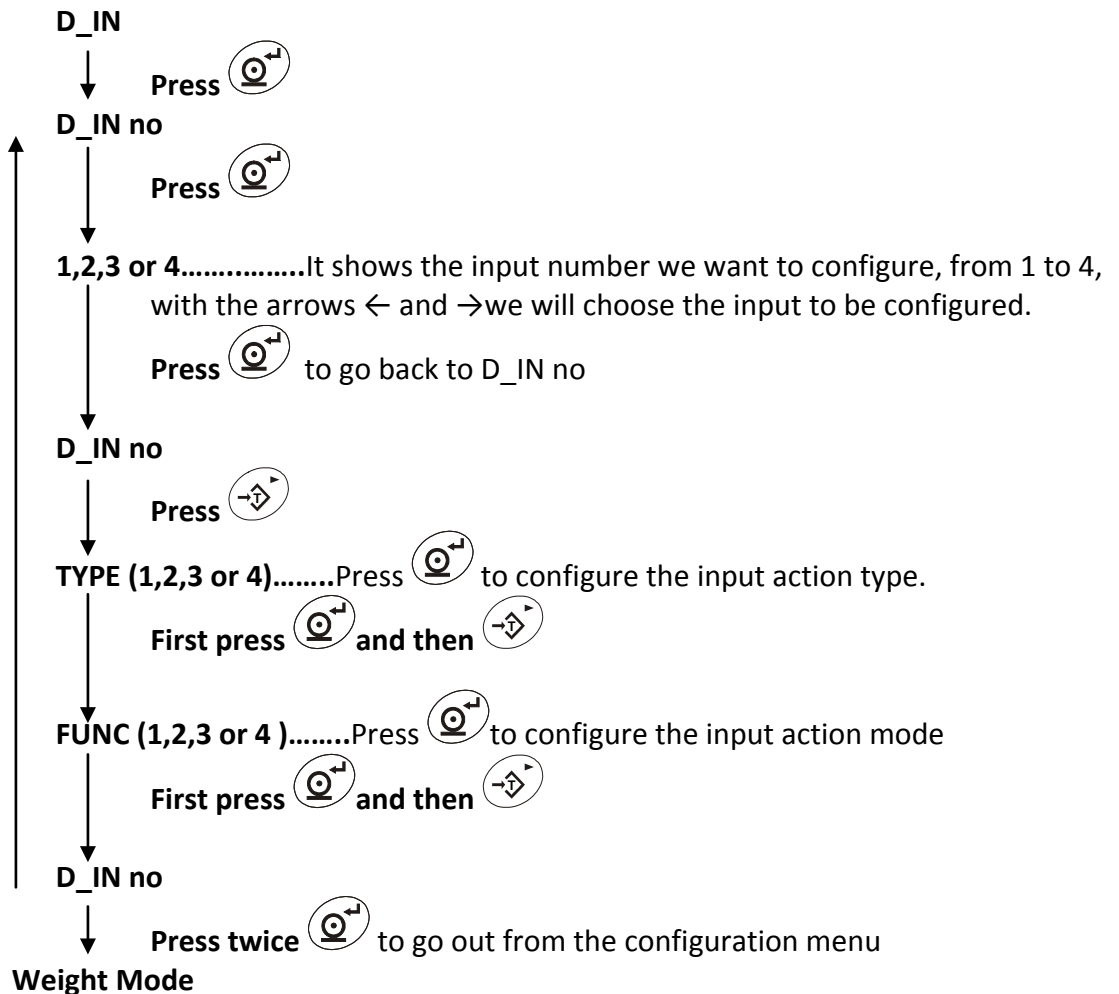 D_IN
Press
D_IN no
Press
1,2,3 or 4……..……..It shows the input number we want to configure, from 1 to 4,
with the arrows ← and →we will choose the input to be configured.
Press to go back to D_IN no
D_IN no
Press
TYPE (1,2,3 or 4)……..Press to configure the input action type.
First press and then
FUNC (1,2,3 or 4 )……..Press to configure the input action mode
First press and then
D_IN no
Press twice to go out from the configuration menu
Weight Mode